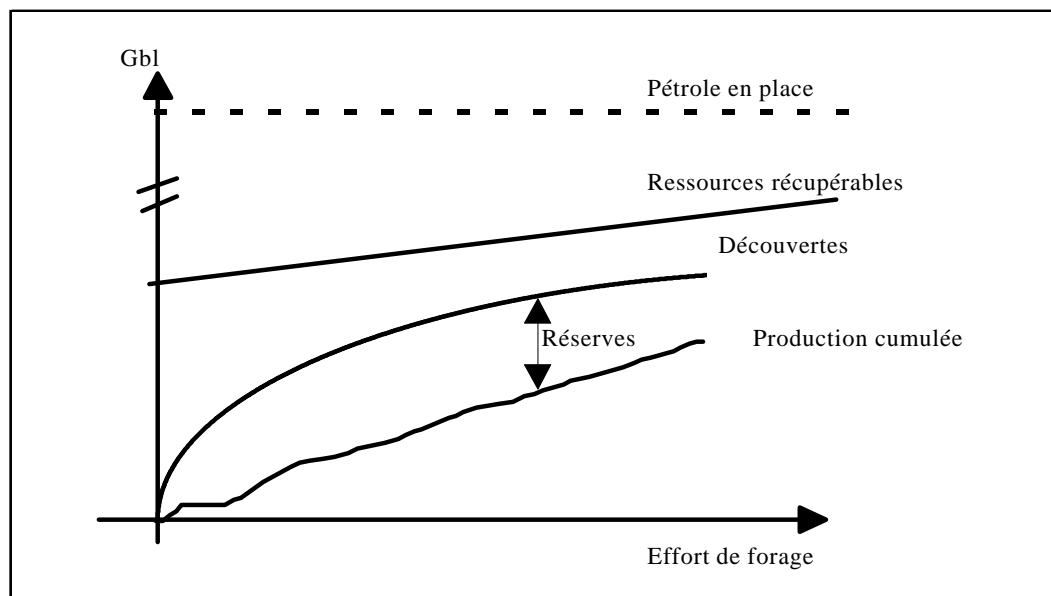 Gbl
Pétrole en place
Ressources récupérables
Découvertes
Réserves
Production cumulée
Effort de forage